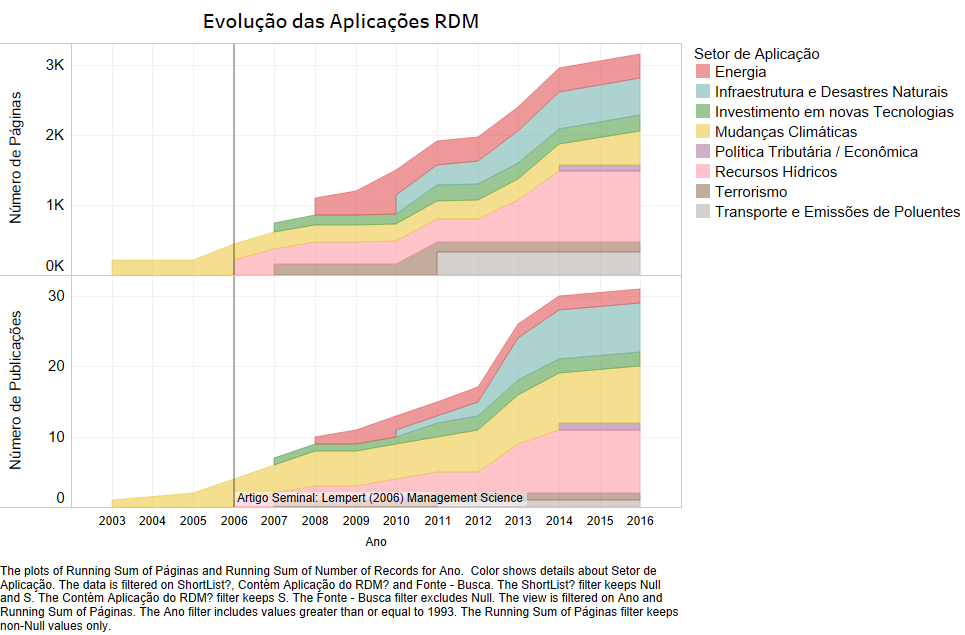 Evolução das Aplicações RDM
Setor de Aplicação
Energia
Infraestrutura e Desastres Naturais
Investimento em novas Tecnologias
Mudanças Climáticas
Política Tributária / Econômica
Recursos Hídricos
Terrorismo
Transporte e Emissões de Poluentes
Número de Páginas
3K
2K
1K
0K
Número de Publicações
30
20
10
0
Artigo Seminal: Lempert (2006) Management Science
2003 2004 2005 2006 2007 2008 2009 2010 2011 2012 2013 2014 2015 2016
Ano
The plots of Running Sum of Páginas and Running Sum of Number of Records for Ano. Color shows details about Setor de
Aplicação. The data is filtered on ShortList?, Contém Aplicação do RDM? and Fonte - Busca. The ShortList? filter keeps Null
and S. The Contém Aplicação do RDM? filter keeps S. The Fonte - Busca filter excludes Null. The view is filtered on Ano and
Running Sum of Páginas. The Ano filter includes values greater than or equal to 1993. The Running Sum of Páginas filter keeps
non-Null values only.